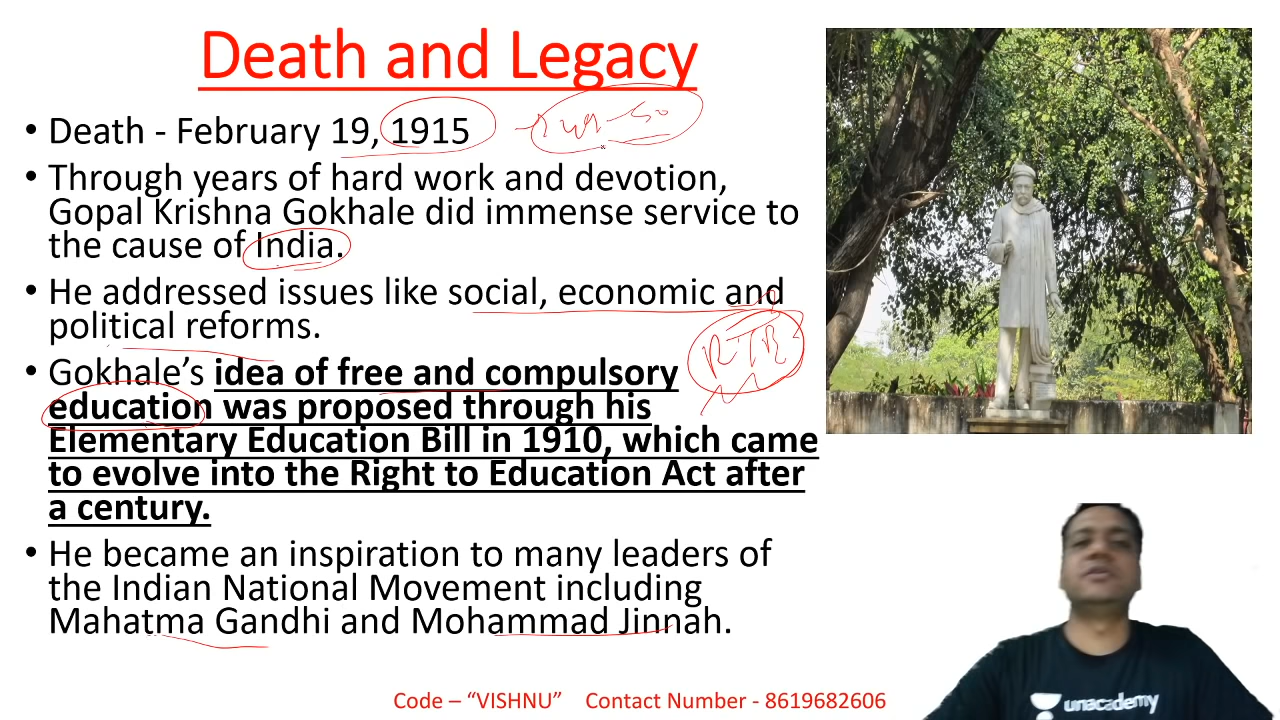 Death and Legacy
• Death - February 19, 1915
• Through years of hard work and devotion,
Gopal Krishna Gokhale did immense service to
the cause of India.
• He addressed issues like social, economic and
political reforms.
• Gokhale’s idea of free and compulsory
education was proposed through his
Elementary Education Bill in 1910, which came
to evolve into the Right to Education Act after
a century.
• He became an inspiration to many leaders of
the Indian National Movement including
Mahatma Gandhi and Mohammad Jinnah.
Code – “VISHNU” Contact Number - 8619682606
unacademy